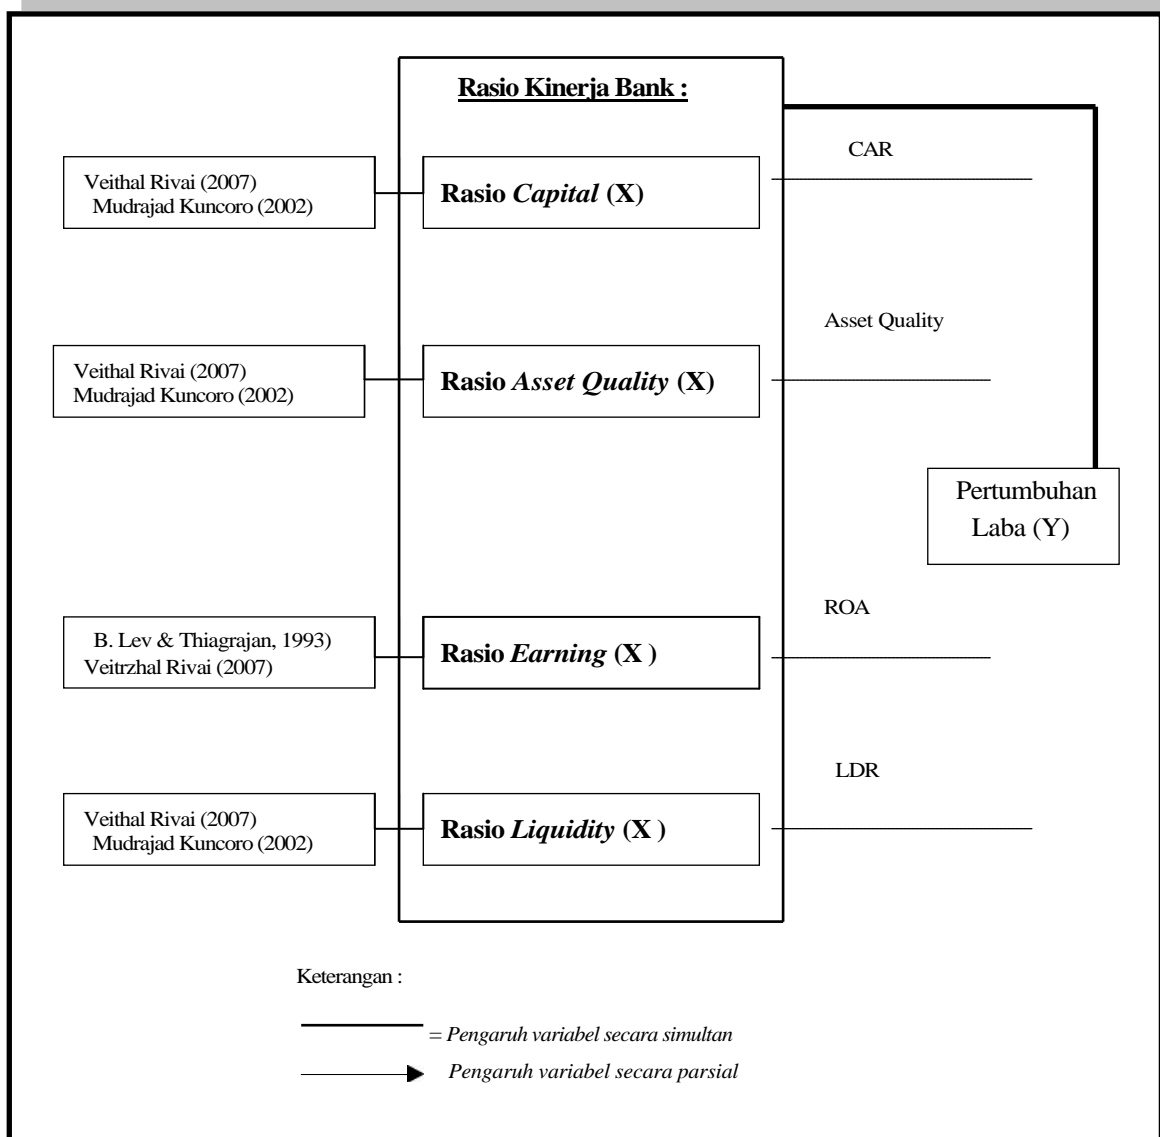 Rasio Kinerja Bank :
CAR
Veithal Rivai (2007)
Mudrajad Kuncoro (2002)
Rasio Capital (X)
Asset Quality
Veithal Rivai (2007)
Mudrajad Kuncoro (2002)
Rasio Asset Quality (X)
Pertumbuhan
Laba (Y)
ROA
B. Lev & Thiagrajan, 1993)
Veitrzhal Rivai (2007)
Rasio Earning (X )
LDR
Veithal Rivai (2007)
Mudrajad Kuncoro (2002)
Rasio Liquidity (X )
Keterangan :
= Pengaruh variabel secara simultan
Pengaruh variabel secara parsial